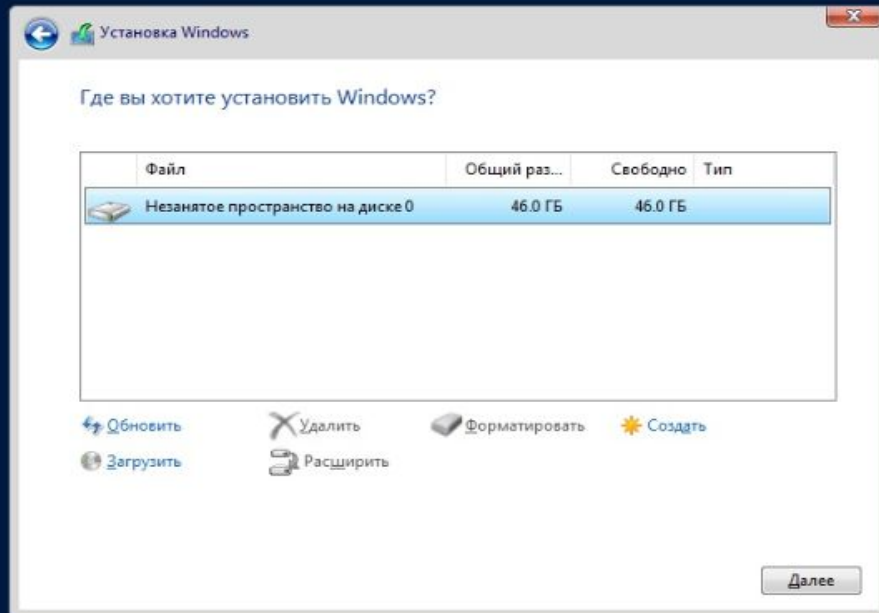 Установка Windows
Где вы хотите установить Windows?
Файл Общий раз... Свободно Тип
Незанятое пространство на диске 0 46.0 ГБ 46.0 ГБ
Обновить Удалить Форматировать Создать
Загрузить Расширить
Далее